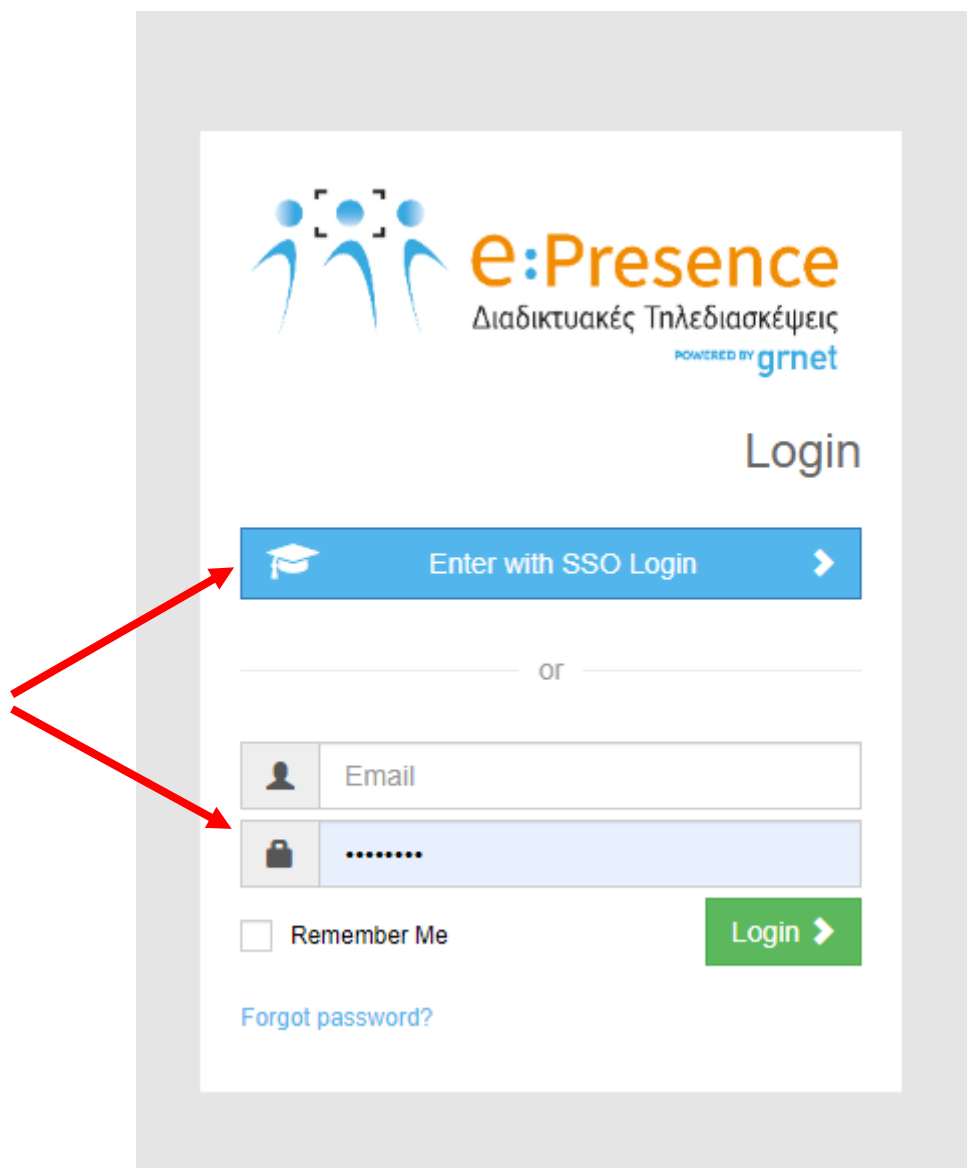 e:Presence
Διαδικτυακές Τηλεδιασκέψεις
POWERED BY grnet
Login
Enter with SSO Login
or
Email
••••••••
Remember Me
Login
Forgot password?